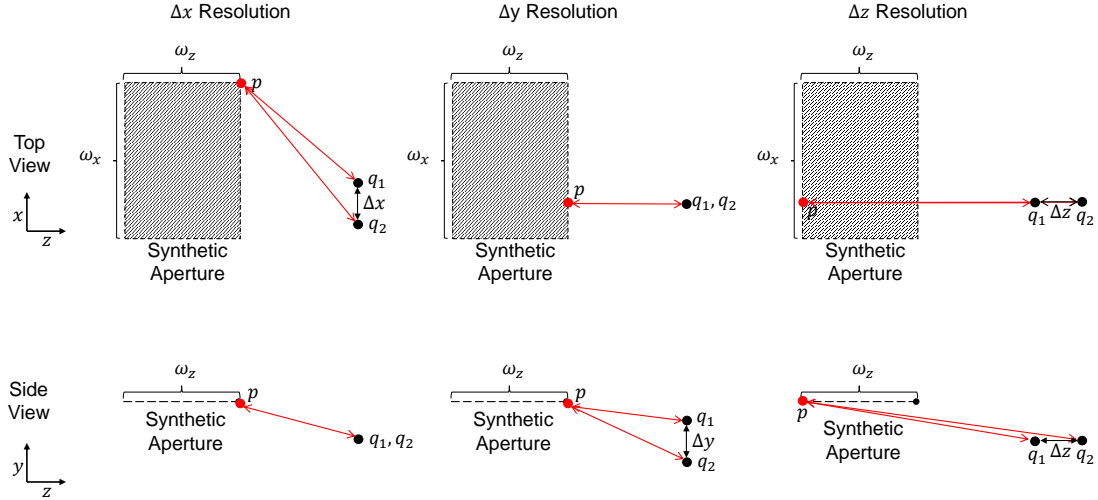 Δx Resolution
Δy Resolution
Δz Resolution
ω_z
ω_z
ω_z
p
Top
View
ω_x
ω_x
ω_x
q_1
Δx
q_2
p
q_1, q_2
p
q_1 Δz q_2
x
z
Synthetic
Aperture
Synthetic
Aperture
Synthetic
Aperture
Side
View
ω_z
ω_z
ω_z
p
p
p
Synthetic
Aperture
Synthetic
Aperture
Synthetic
Aperture
q_1, q_2
q_1
Δy
q_2
q_1 Δz q_2
y
z